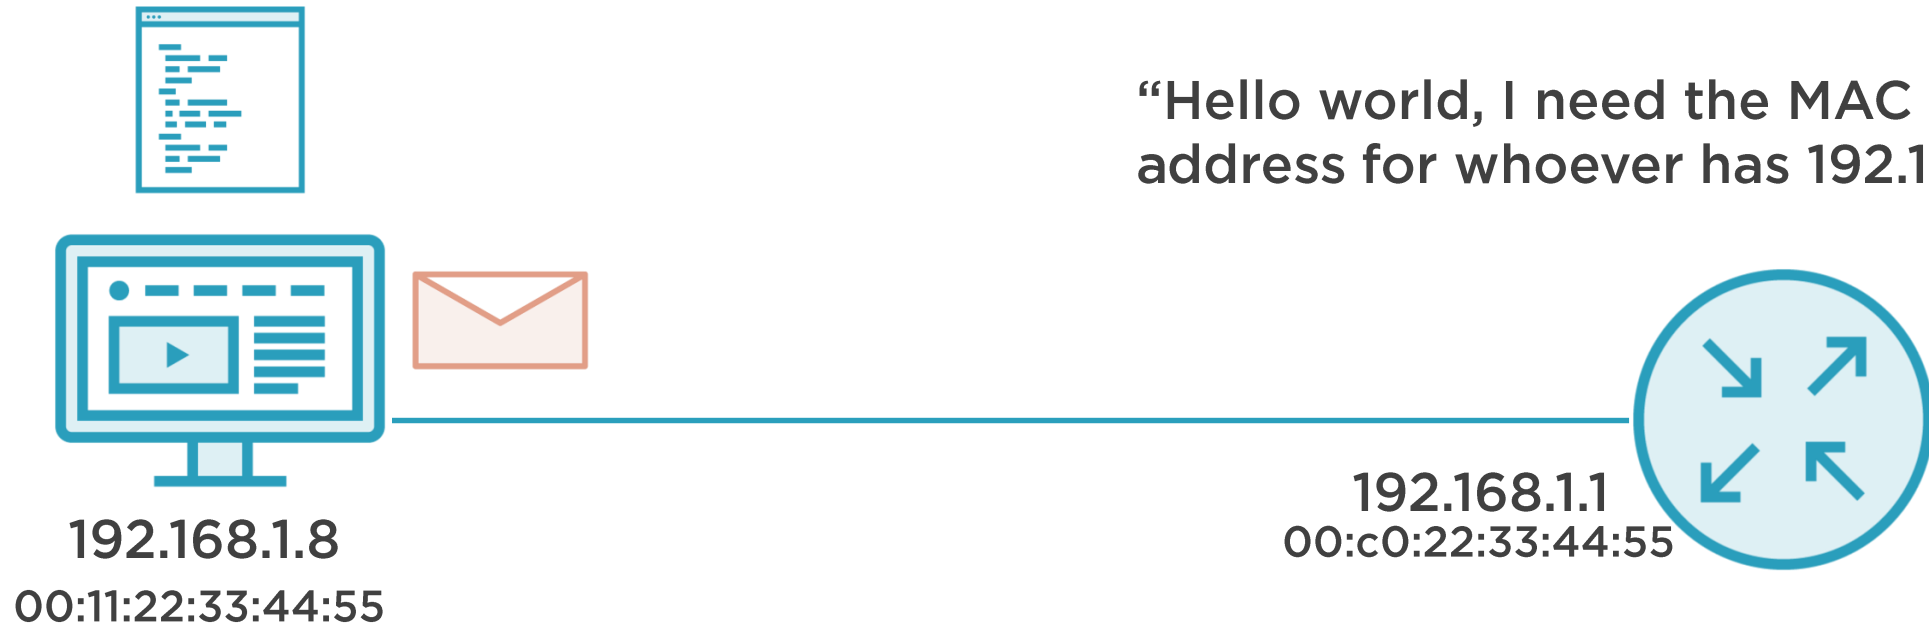 “Hello world, I need the MAC
address for whoever has 192.1
192.168.1.1
00:c0:22:33:44:55
192.168.1.8
00:11:22:33:44:55